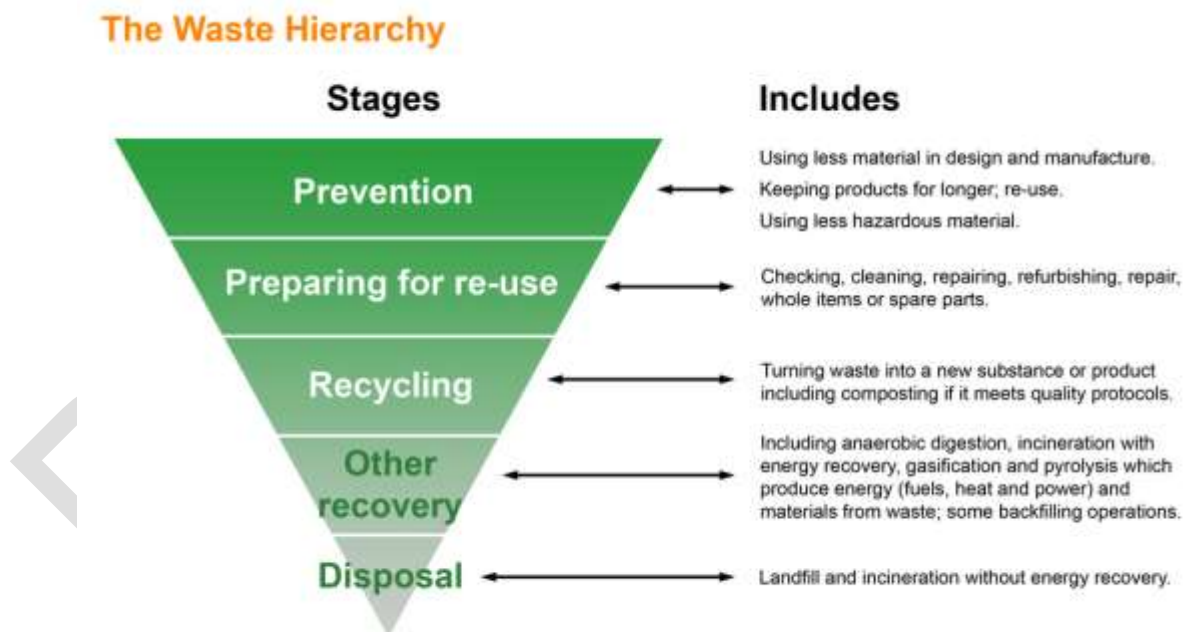 The Waste Hierarchy
Stages
Includes
Prevention
Using less material in design and manufacture.
Keeping products for longer; re-use.
Using less hazardous material.
Preparing for re-use
Checking, cleaning, repairing, refurbishing, repair,
whole items or spare parts.
Recycling
Turning waste into a new substance or product
including composting if it meets quality protocols.
Other
recovery
Including anaerobic digestion, incineration with
energy recovery, gasification and pyrolysis which
produce energy (fuels, heat and power) and
materials from waste; some backfilling operations.
Disposal
Landfill and incineration without energy recovery.